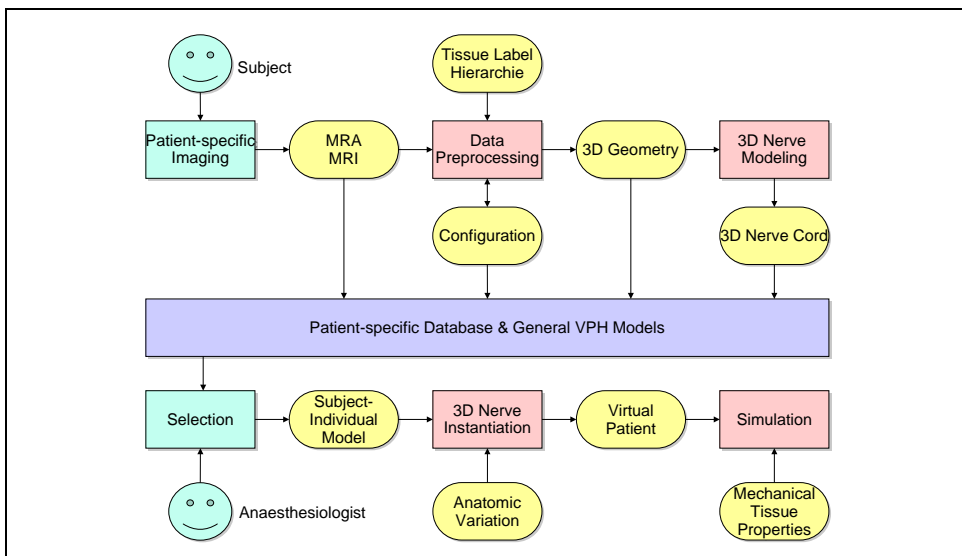 Subject
Tissue Label
Hierarchie
Patient-specific
Imaging
MRA
MRI
Data
Preprocessing
3D Geometry
3D Nerve
Modeling
Configuration
3D Nerve Cord
Patient-specific Database & General VPH Models
Selection
Subject-
Individual
Model
3D Nerve
Instantiation
Virtual
Patient
Simulation
Anaesthesiologist
Anatomic
Variation
Mechanical
Tissue
Properties